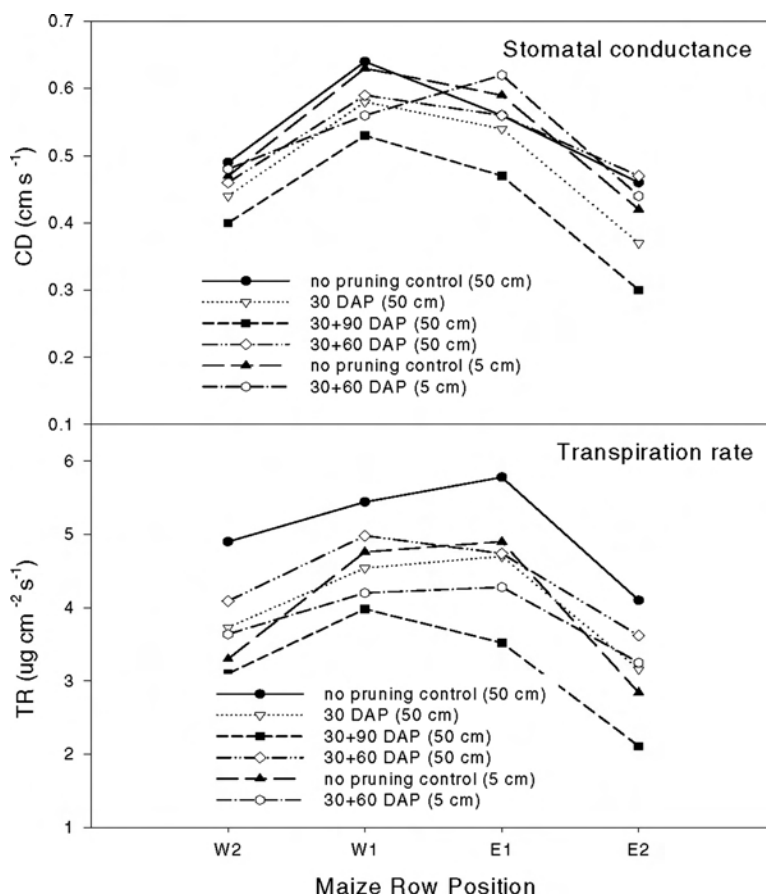 0.7
Stomatal conductance
0.6
0.5
0.4
0.3
0.2
0.1
CD (cm s ⁻¹)
no pruning control (50 cm)
30 DAP (50 cm)
30+90 DAP (50 cm)
30+60 DAP (50 cm)
no pruning control (5 cm)
30+60 DAP (5 cm)
Transpiration rate
6
5
4
3
2
1
TR (ug cm ⁻² s⁻¹)
no pruning control (50 cm)
30 DAP (50 cm)
30+90 DAP (50 cm)
30+60 DAP (50 cm)
no pruning control (5 cm)
30+60 DAP (5 cm)
W2 W1 E1 E2
Maize Row Position